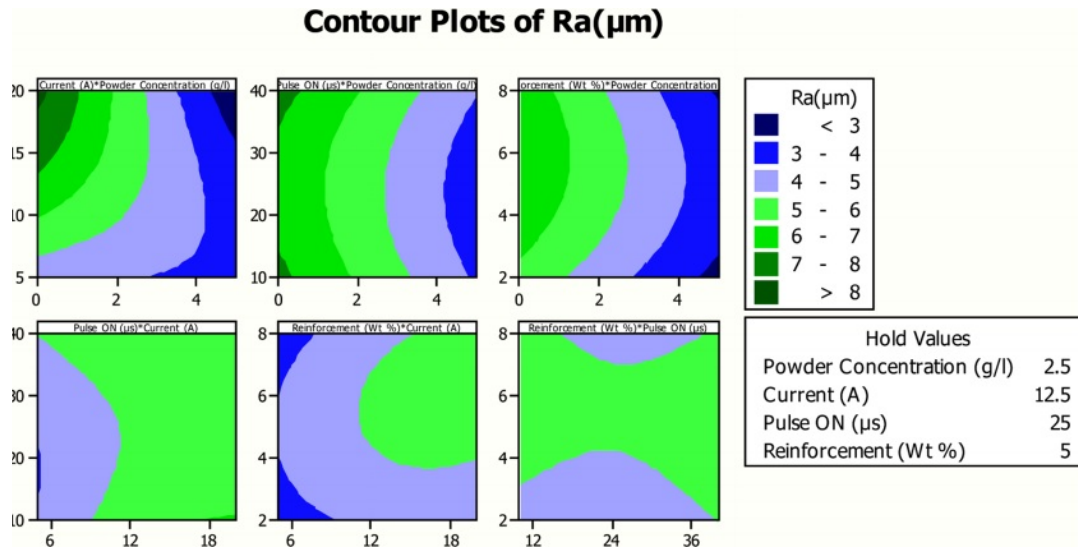 Contour Plots of Ra(µm)
Current (A)*Powder Concentration (g/l)
Pulse ON (µs)*Powder Concentration (g/l)
orcement (Wt %)*Powder Concentration
20
15
10
5
0 2 4
40
30
20
10
0 2 4
8
6
4
2
0 2 4
Ra(µm)
< 3
3 - 4
4 - 5
5 - 6
6 - 7
7 - 8
> 8
Pulse ON (µs)*Current (A)
Reinforcement (Wt %)*Current (A)
Reinforcement (Wt %)*Pulse ON (µs)
40
30
20
10
6 12 18
8
6
4
2
6 12 18
8
6
4
2
12 24 36
Hold Values
Powder Concentration (g/l) 2.5
Current (A) 12.5
Pulse ON (µs) 25
Reinforcement (Wt %) 5